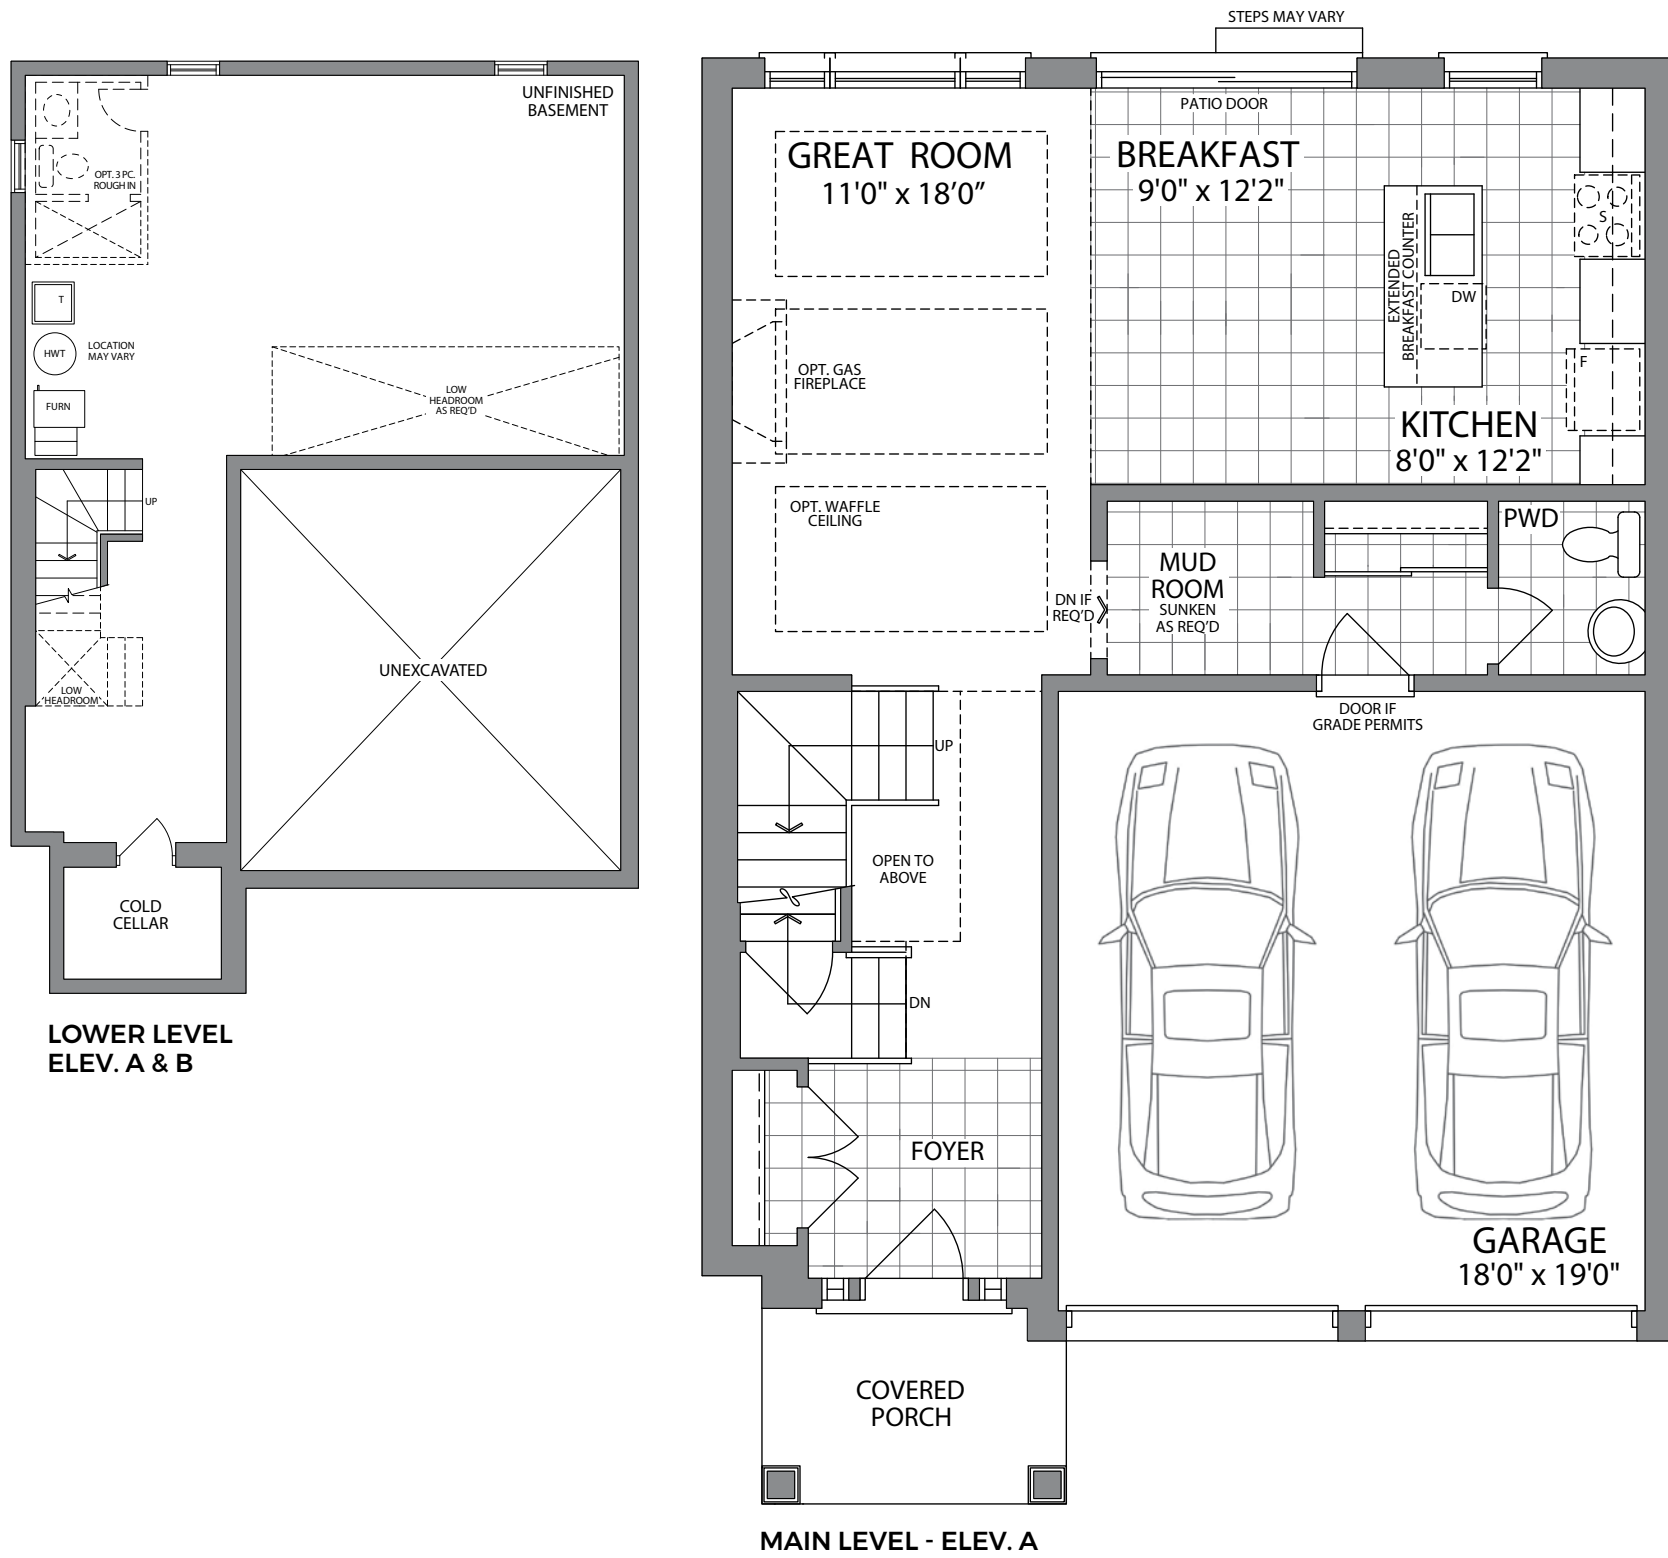 UNFINISHED
BASEMENT
OPT. 3 PC.
ROUGH IN
T
HWT
LOCATION
MAY VARY
FURN
LOW
HEADROOM
AS REQ'D
UP
UNEXCAVATED
LOW
HEADROOM
COLD
CELLAR
LOWER LEVEL
ELEV. A & B
STEPS MAY VARY
PATIO DOOR
GREAT ROOM
11'0" x 18'0"
BREAKFAST
9'0" x 12'2"
EXTENDED
BREAKFAST COUNTER
DW
S
F
OPT. GAS
FIREPLACE
KITCHEN
8'0" x 12'2"
OPT. WAFFLE
CEILING
PWD
MUD
ROOM
SUNKEN
AS REQ'D
DN IF
REQ'D
DOOR IF
GRADE PERMITS
UP
OPEN TO
ABOVE
DN
FOYER
GARAGE
18'0" x 19'0"
COVERED
PORCH
MAIN LEVEL - ELEV. A